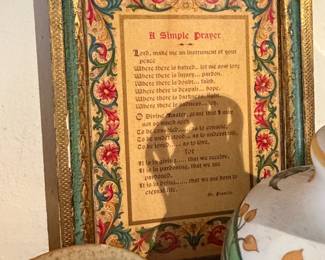 A Simple Prayer
Lord, make me an instrument of your
peace
Where there is hatred.. let me sow love
Where there is injury... pardon.
Where there is doubt.. faith.
Where there is despair.. hope.
Where there is darkness.. light.
Where there is sadness... joy.
O Divine Master, grant that I may
not so much seek
To be consoled..... as to console.
To be understood... as to understand,
To be loved..... as to love,
for
It is in giving..... that we receive,
It is in pardoning, that we are
pardoned.
It is in dying...... that we are born to
eternal life.
St. Francis.